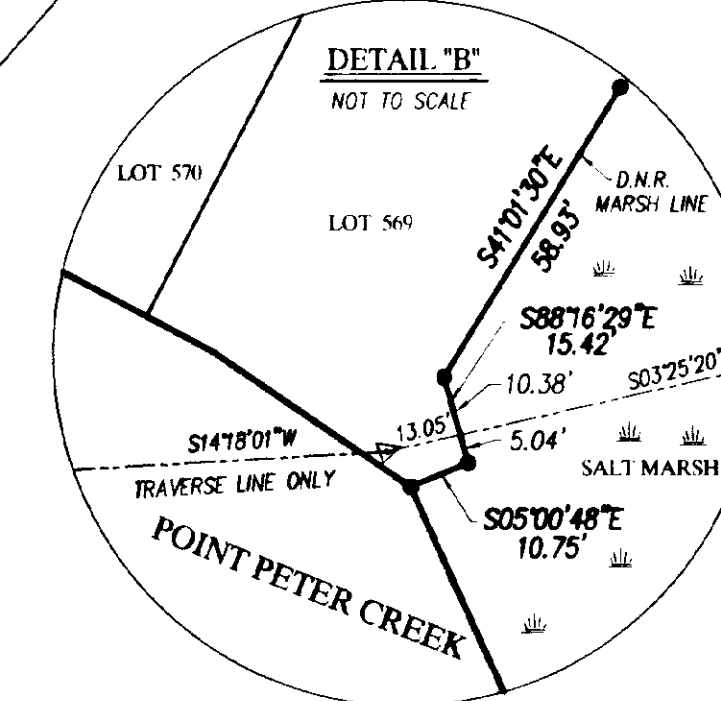 DETAIL "B"
NOT TO SCALE
LOT 570
LOT 569
S41°01'30"E
58.93'
D.N.R.
MARSH LINE
S88°16'29"E
15.42'
10.38'
S03°25'20"
13.05'
5.04'
S14°18'01"W
TRAVERSE LINE ONLY
SALT MARSH
S05°00'48"E
10.75'
POINT PETER CREEK